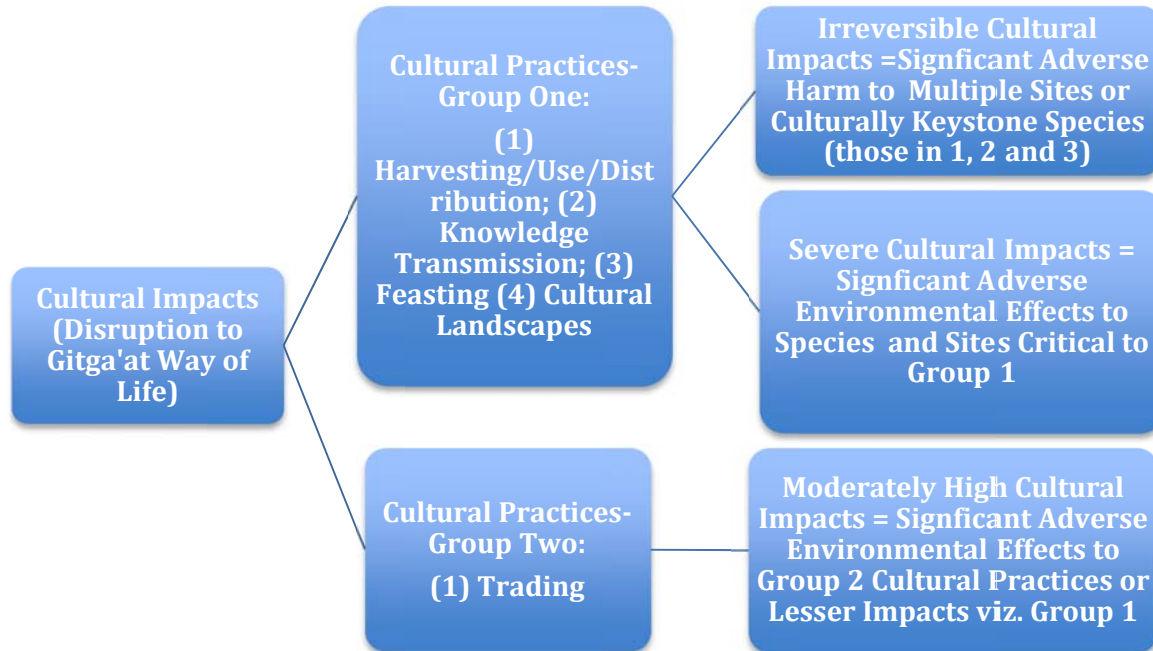 Cultural Impacts
(Disruption to
Gitga'at Way of
Life)
Cultural Practices-
Group One:
(1)
Harvesting/Use/Dist
ribution; (2)
Knowledge
Transmission; (3)
Feasting (4) Cultural
Landscapes
Irreversible Cultural
Impacts =Signficant Adverse
Harm to Multiple Sites or
Culturally Keystone Species
(those in 1, 2 and 3)
Severe Cultural Impacts =
Signficant Adverse
Environmental Effects to
Species and Sites Critical to
Group 1
Cultural Practices-
Group Two:
(1) Trading
Moderately High Cultural
Impacts = Signficant Adverse
Environmental Effects to
Group 2 Cultural Practices or
Lesser Impacts viz. Group 1